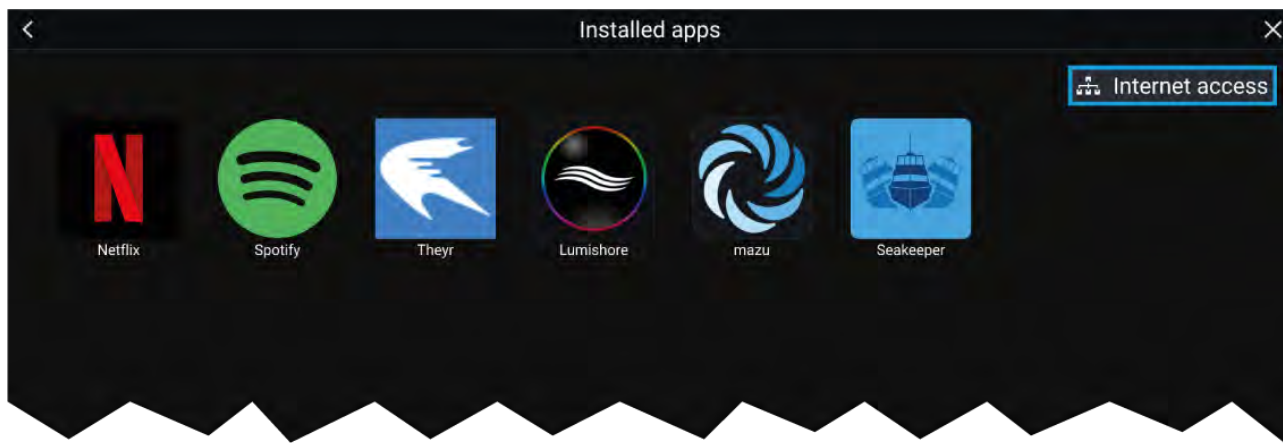 Installed apps
Internet access
N
Netflix
Spotify
Theyr
Lumishore
mazu
Seakeeper